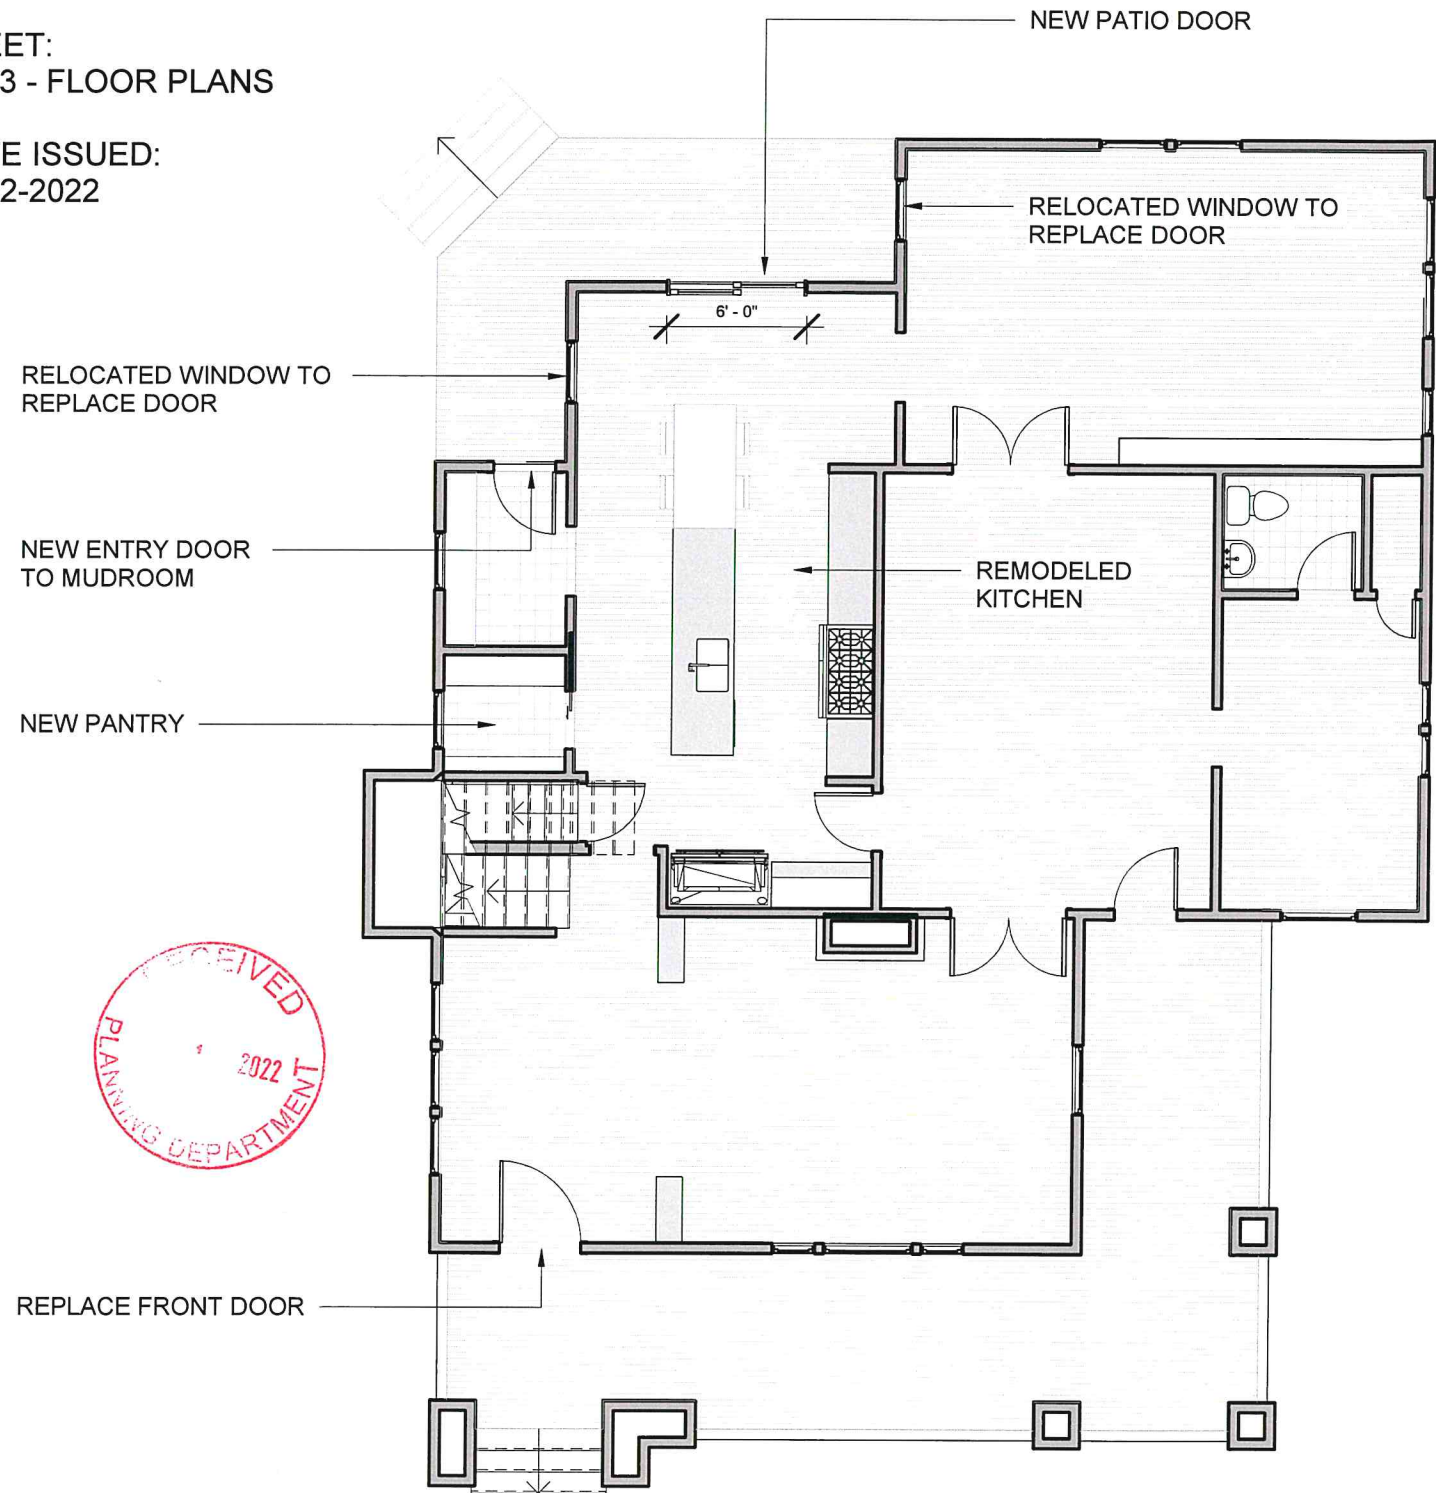 EET:
3 - FLOOR PLANS
E ISSUED:
2-2022
NEW PATIO DOOR
RELOCATED WINDOW TO
REPLACE DOOR
6' - 0"
RELOCATED WINDOW TO
REPLACE DOOR
NEW ENTRY DOOR
TO MUDROOM
REMODELED
KITCHEN
NEW PANTRY
RECEIVED
2022
PLANNING DEPARTMENT
REPLACE FRONT DOOR